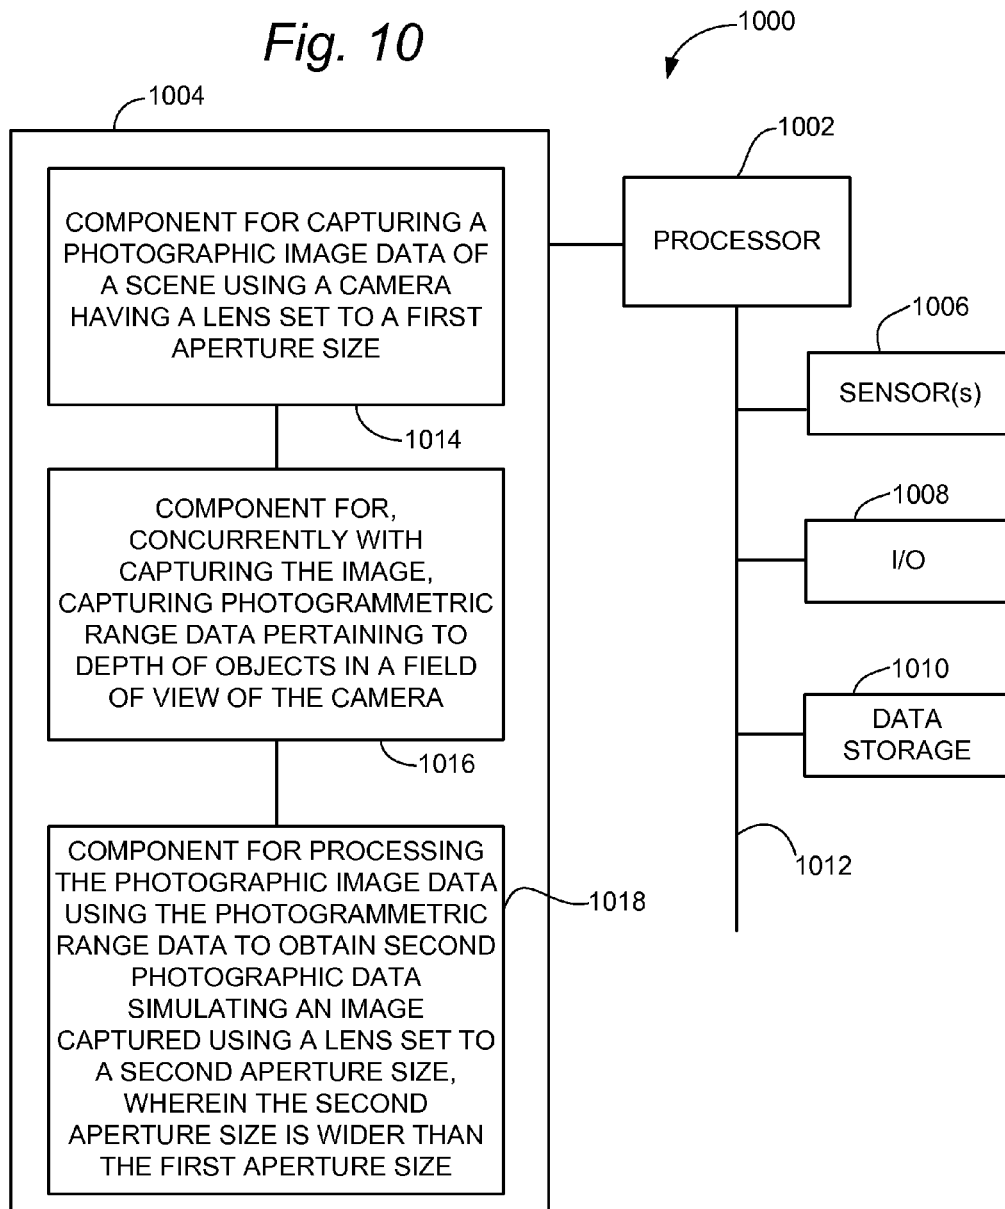 Fig. 10
1000
1004
COMPONENT FOR CAPTURING A
PHOTOGRAPHIC IMAGE DATA OF
A SCENE USING A CAMERA
HAVING A LENS SET TO A FIRST
APERTURE SIZE
1014
COMPONENT FOR,
CONCURRENTLY WITH
CAPTURING THE IMAGE,
CAPTURING PHOTOGRAMMETRIC
RANGE DATA PERTAINING TO
DEPTH OF OBJECTS IN A FIELD
OF VIEW OF THE CAMERA
1016
COMPONENT FOR PROCESSING
THE PHOTOGRAPHIC IMAGE DATA
USING THE PHOTOGRAMMETRIC
RANGE DATA TO OBTAIN SECOND
PHOTOGRAPHIC DATA
SIMULATING AN IMAGE
CAPTURED USING A LENS SET TO
A SECOND APERTURE SIZE,
WHEREIN THE SECOND
APERTURE SIZE IS WIDER THAN
THE FIRST APERTURE SIZE
1018
1002
PROCESSOR
1006
SENSOR(s)
1008
I/O
1010
DATA
STORAGE
1012